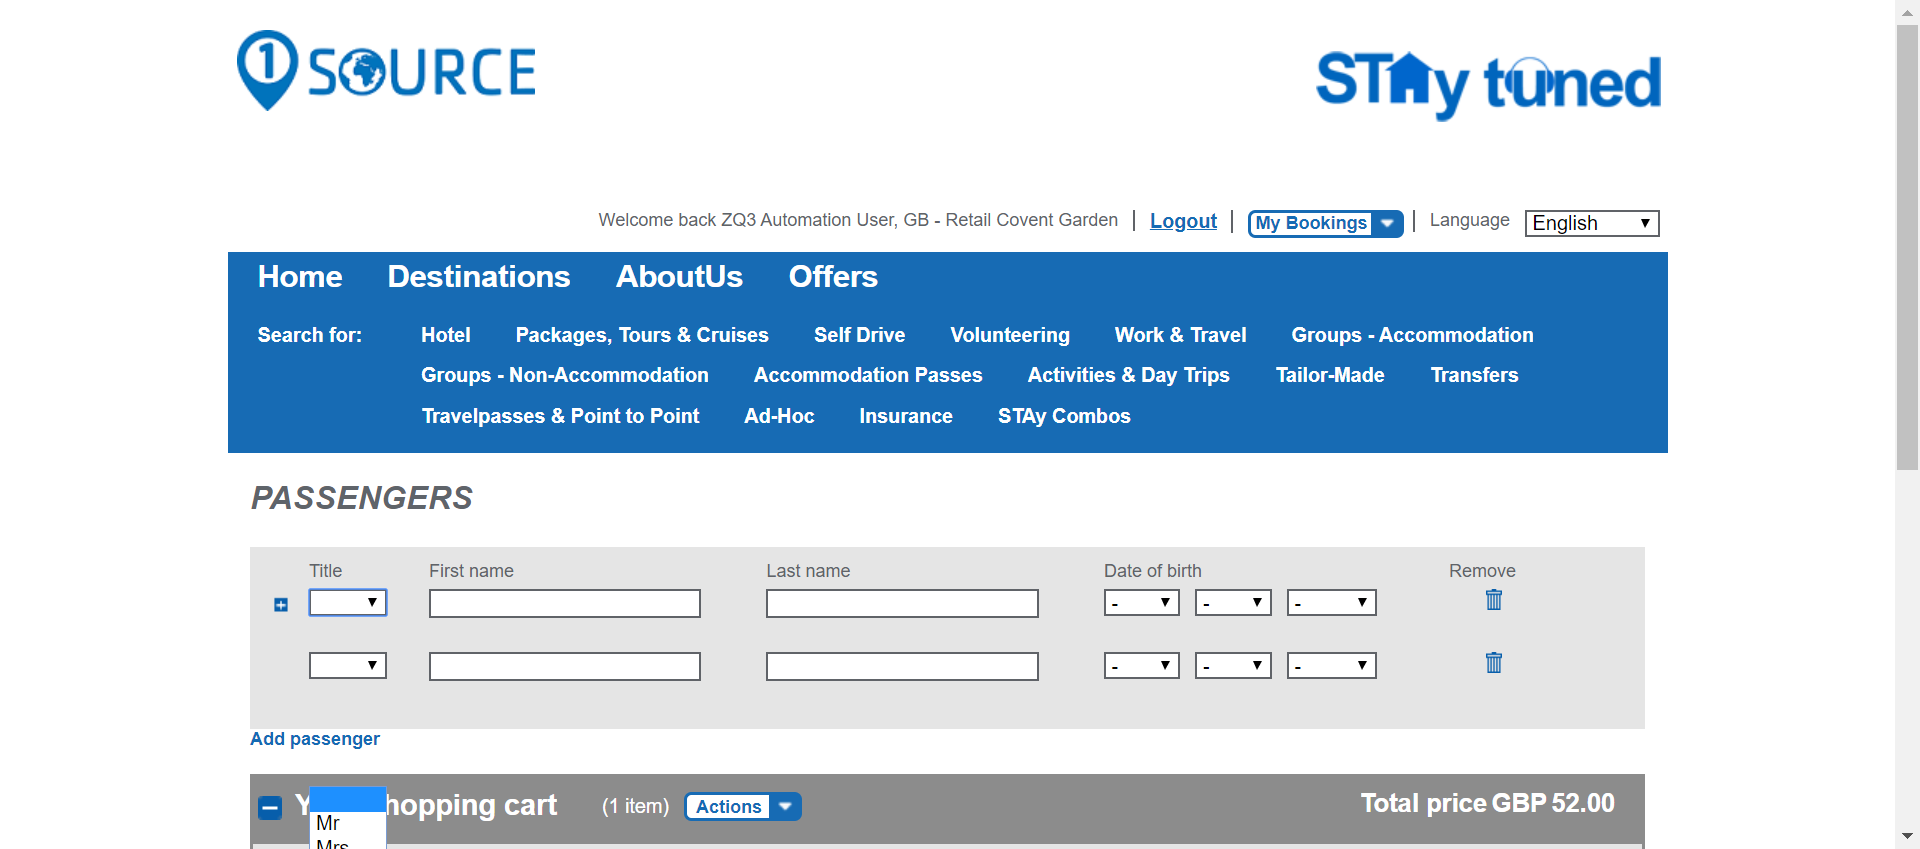 1 SOURCE
STAy tuned
Welcome back ZQ3 Automation User, GB - Retail Covent Garden | Logout | My Bookings | Language English
Home Destinations AboutUs Offers
Search for: Hotel Packages, Tours & Cruises Self Drive Volunteering Work & Travel Groups - Accommodation
Groups - Non-Accommodation Accommodation Passes Activities & Day Trips Tailor-Made Transfers
Travelpasses & Point to Point Ad-Hoc Insurance STAy Combos
PASSENGERS
Title First name Last name Date of birth Remove
- - -
- - -
Add passenger
Y hopping cart (1 item) Actions Total price GBP 52.00
Mr
Mrs